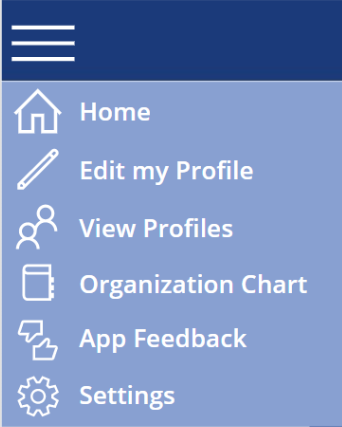 Home
Edit my Profile
View Profiles
Organization Chart
App Feedback
Settings